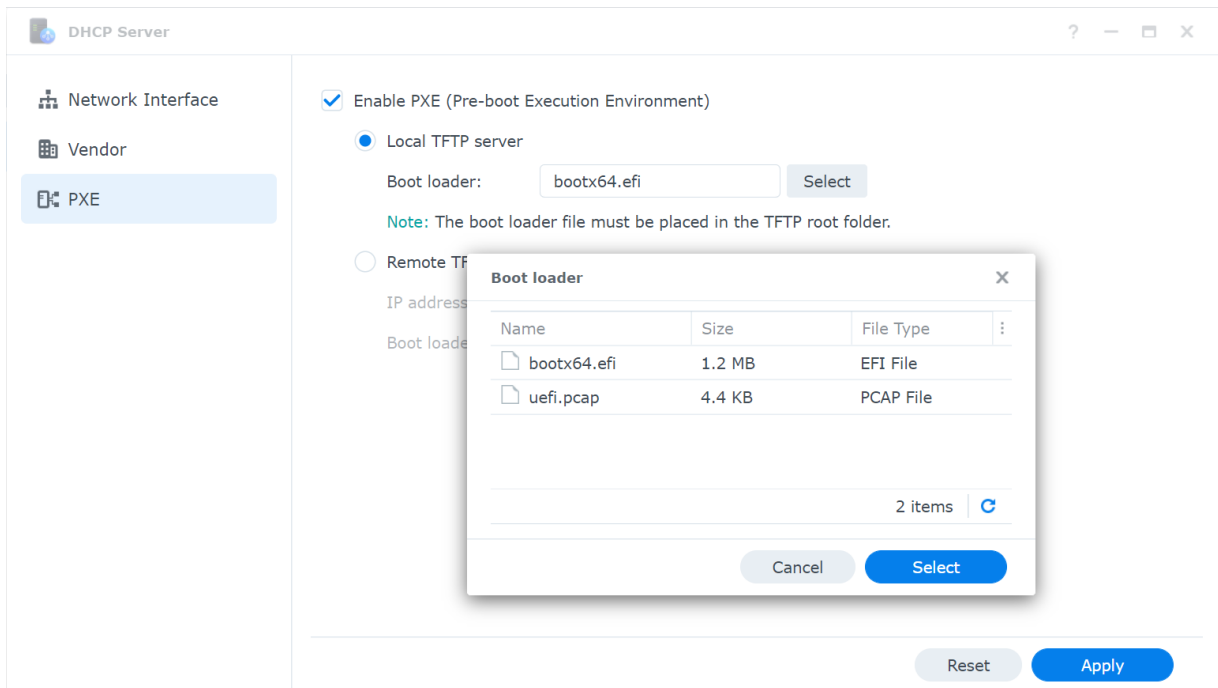 DHCP Server
?
Network Interface
Vendor
PXE
Enable PXE (Pre-boot Execution Environment)
Local TFTP server
Boot loader: bootx64.efi Select
Note: The boot loader file must be placed in the TFTP root folder.
Remote TF
IP address
Boot loade
Boot loader
Name Size File Type
bootx64.efi 1.2 MB EFI File
uefi.pcap 4.4 KB PCAP File
2 items
Cancel Select
Reset Apply